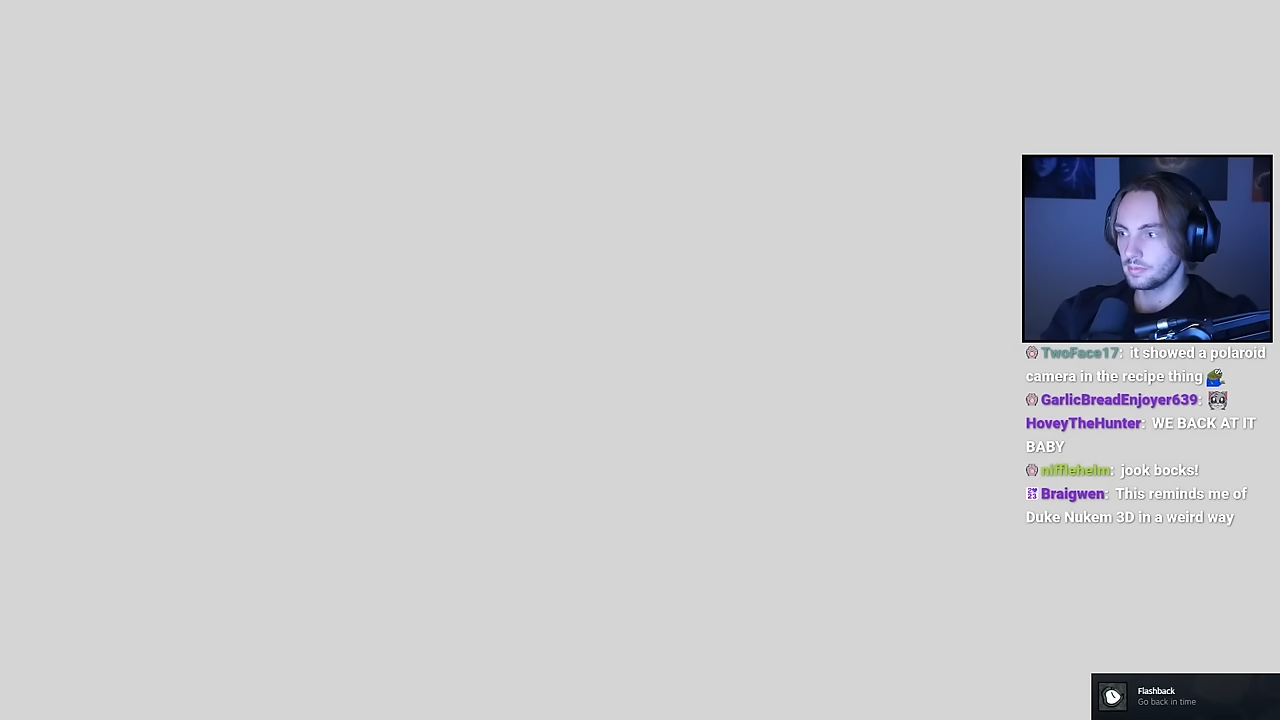 TwoFace17: it showed a polaroid
camera in the recipe thing
GarlicBreadEnjoyer639:
HoveyTheHunter: WE BACK AT IT
BABY
niffleheim: jook bocks!
Braigwen: This reminds me of
Duke Nukem 3D in a weird way
Flashback
Go back in time